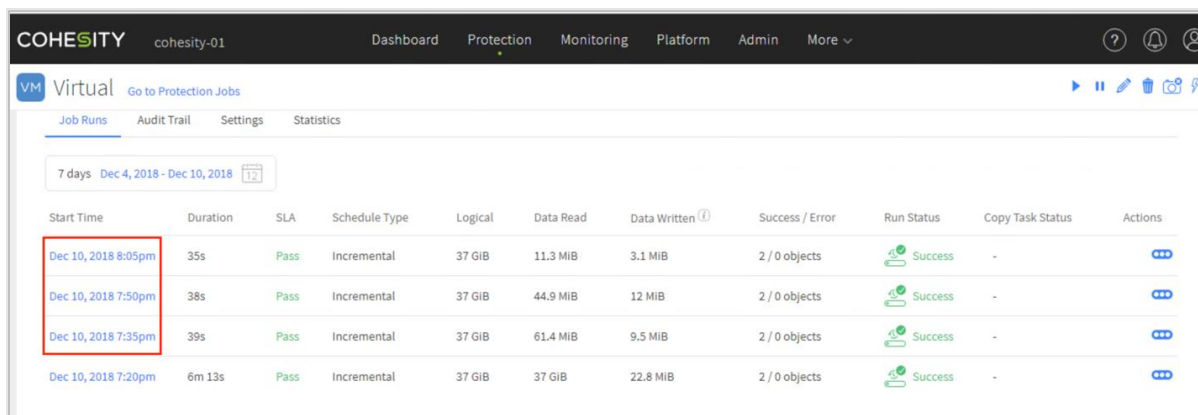 COHESITY cohesity-01 Dashboard Protection Monitoring Platform Admin More ?
VM Virtual Go to Protection Jobs
Job Runs Audit Trail Settings Statistics
7 days Dec 4, 2018 - Dec 10, 2018 12
Start Time Duration SLA Schedule Type Logical Data Read Data Written i Success / Error Run Status Copy Task Status Actions
Dec 10, 2018 8:05pm 35s Pass Incremental 37 GiB 11.3 MiB 3.1 MiB 2 / 0 objects Success -
Dec 10, 2018 7:50pm 38s Pass Incremental 37 GiB 44.9 MiB 12 MiB 2 / 0 objects Success -
Dec 10, 2018 7:35pm 39s Pass Incremental 37 GiB 61.4 MiB 9.5 MiB 2 / 0 objects Success -
Dec 10, 2018 7:20pm 6m 13s Pass Incremental 37 GiB 37 GiB 22.8 MiB 2 / 0 objects Success -